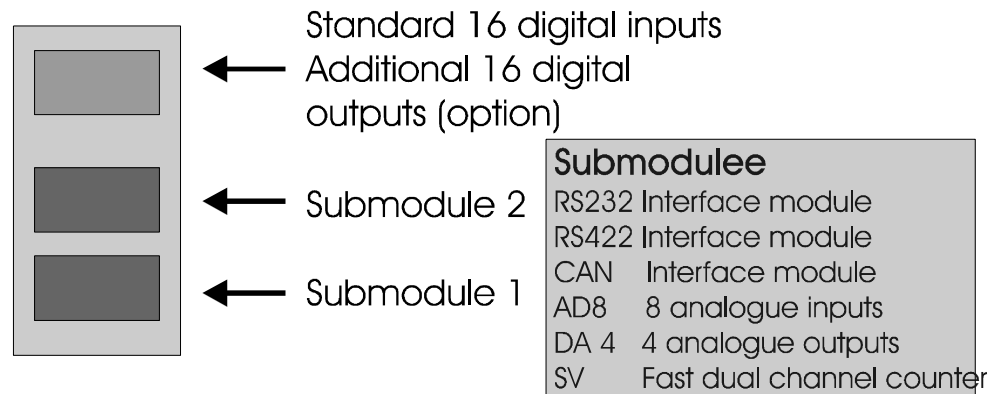 Standard 16 digital inputs
Additional 16 digital
outputs (option)
Submodule 2
Submodule 1
Submodulee
RS232 Interface module
RS422 Interface module
CAN Interface module
AD8 8 analogue inputs
DA 4 4 analogue outputs
SV Fast dual channel counter